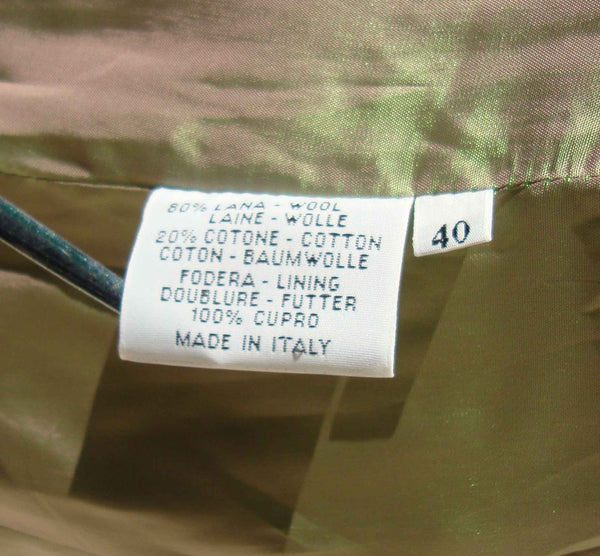 80% LANA - WOOL
LAINE - WOLLE
20% COTONE - COTTON
COTON - BAUMWOLLE
FODERA - LINING
DOUBLURE - FUTTER
100% CUPRO
MADE IN ITALY
40